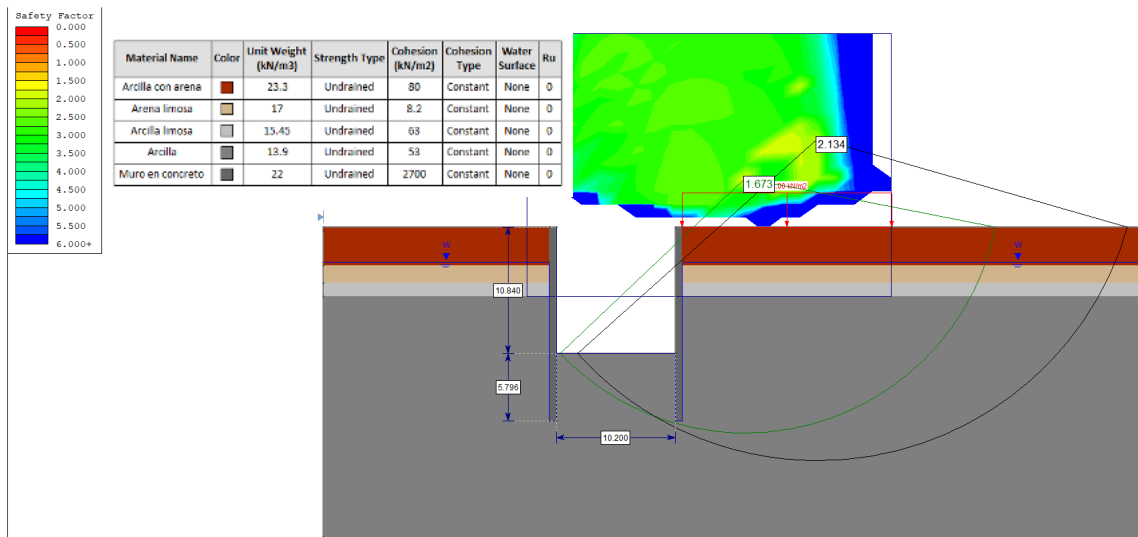 Safety Factor
0.000
0.500
1.000
1.500
2.000
2.500
3.000
3.500
4.000
4.500
5.000
5.500
6.000+
Material Name Color Unit Weight (kN/m3) Strength Type Cohesion (kN/m2) Cohesion Type Water Surface Ru
Arcilla con arena 23.3 Undrained 80 Constant None 0
Arena limosa 17 Undrained 8.2 Constant None 0
Arcilla limosa 15.45 Undrained 63 Constant None 0
Arcilla 13.9 Undrained 53 Constant None 0
Muro en concreto 22 Undrained 2700 Constant None 0
2.134
1.673
kN/m2
W
W
10.840
5.796
10.200